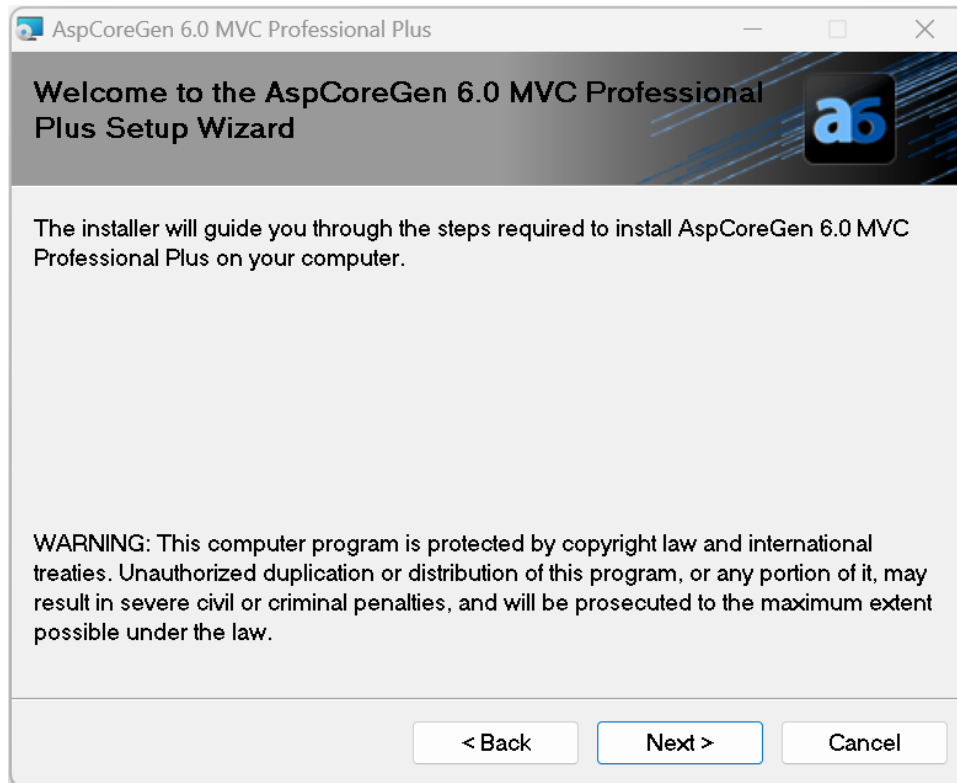 AspCoreGen 6.0 MVC Professional Plus
Welcome to the AspCoreGen 6.0 MVC Professional
Plus Setup Wizard
a6
The installer will guide you through the steps required to install AspCoreGen 6.0 MVC
Professional Plus on your computer.
WARNING: This computer program is protected by copyright law and international
treaties. Unauthorized duplication or distribution of this program, or any portion of it, may
result in severe civil or criminal penalties, and will be prosecuted to the maximum extent
possible under the law.
< Back Next > Cancel